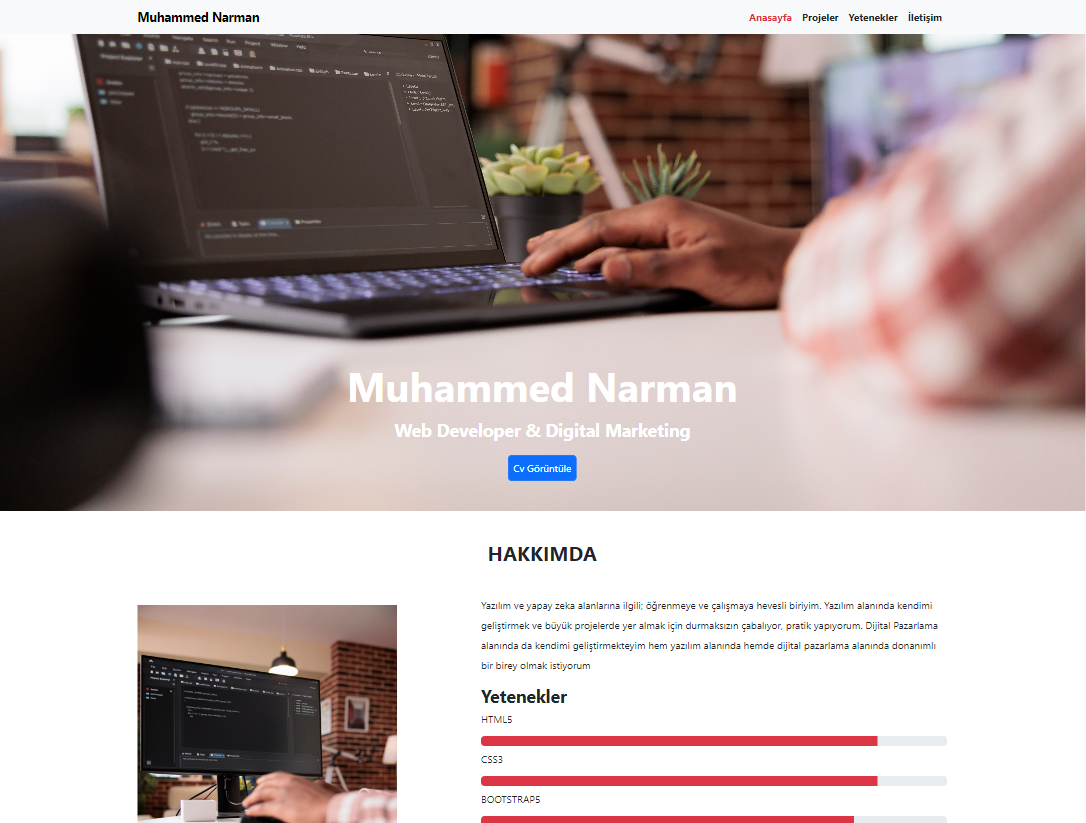 Muhammed Narman
Anasayfa Projeler Yetenekler İletişim
Muhammed Narman
Web Developer & Digital Marketing
Cv Görüntüle
HAKKIMDA
Yazılım ve yapay zeka alanlarına ilgili; öğrenmeye ve çalışmaya hevesli biriyim. Yazılım alanında kendimi
geliştirmek ve büyük projelerde yer almak için durmaksızın çabalıyor, pratik yapıyorum. Dijital Pazarlama
alanında da kendimi geliştirmekteyim hem yazılım alanında hemde dijital pazarlama alanında donanımlı
bir birey olmak istiyorum
Yetenekler
HTML5
CSS3
BOOTSTRAP5